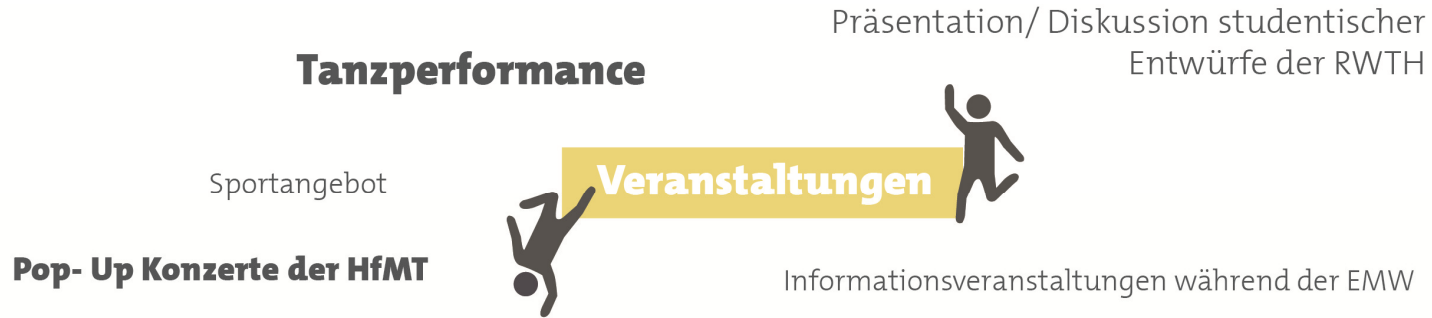 Präsentation/ Diskussion studentischer
Entwürfe der RWTH
Tanzperformance
Veranstaltungen
Sportangebot
Pop- Up Konzerte der HfMT
Informationsveranstaltungen während der EMW